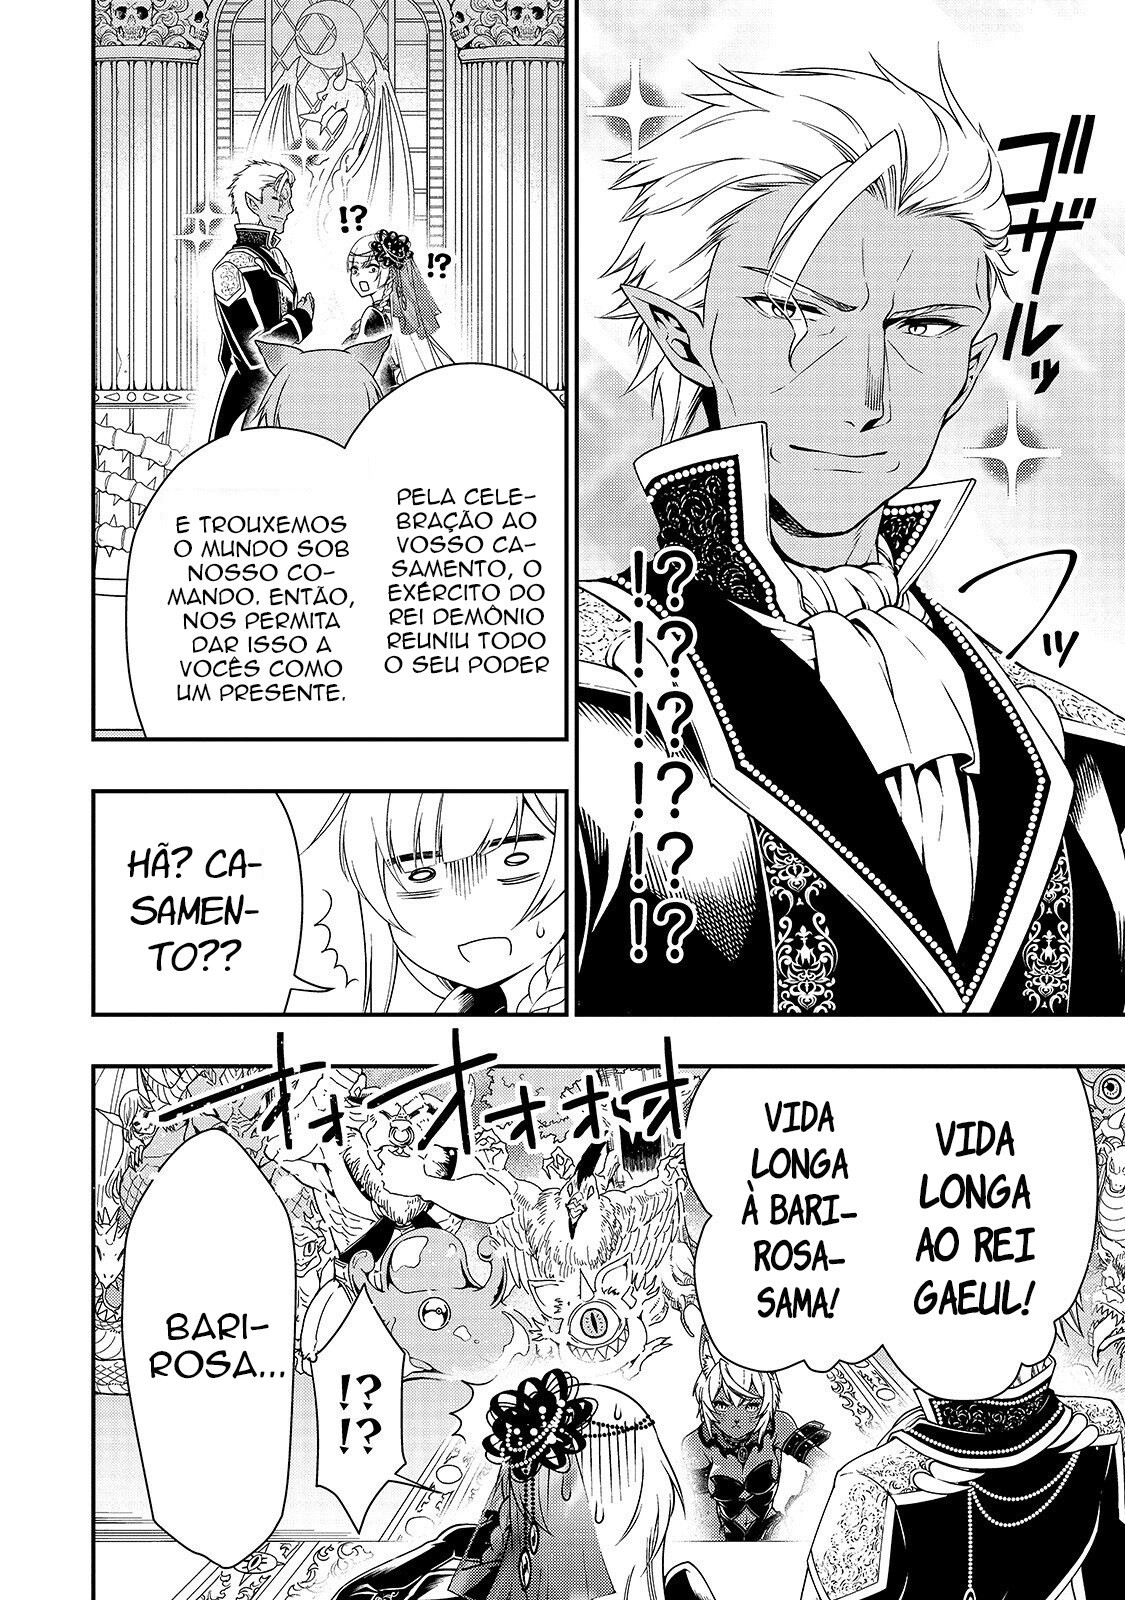 ゴザルッ
フッ
!?
!?
????????
!!!!!!!!
PELA CELE-
BRAÇÃO AO
VOSSO CA-
SAMENTO, O
EXÉRCITO DO
REI DEMÔNIO
REUNIU TODO
O SEU PODER
E TROUXEMOS
O MUNDO SOB
NOSSO CO-
MANDO. ENTÃO,
NOS PERMITA
DAR ISSO A
VOCÊS COMO
UM PRESENTE.
HÃ? CA-
SAMEN-
TO??
オオオオオ
VIDA
LONGA
AO REI
GAEUL!
VIDA
LONGA
À BARI-
ROSA-
SAMA!
!?
!?
BARI-
ROSA...